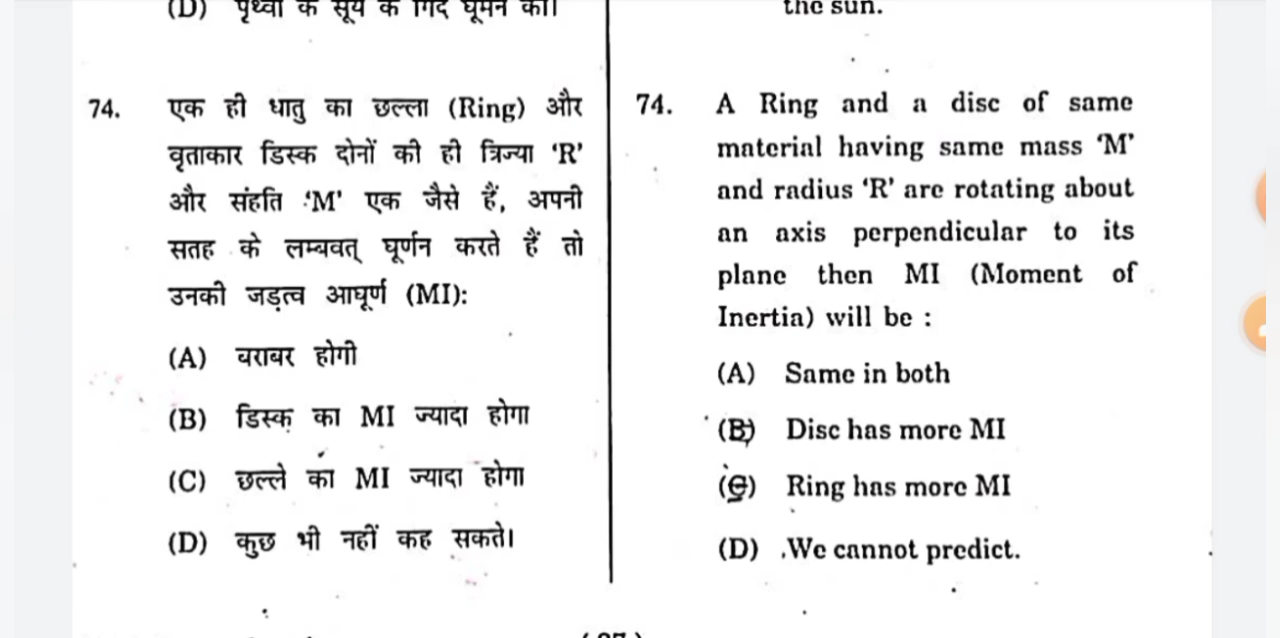 (D) पृथ्वी के सूर्य के गिर्द घूमने को।
74. एक ही धातु का छल्ला (Ring) और
वृताकार डिस्क दोनों की ही त्रिज्या ‘R’
और संहति ‘M’ एक जैसे हैं, अपनी
सतह के लम्बवत् घूर्णन करते हैं तो
उनकी जड़त्व आघूर्ण (MI):
(A) बराबर होगी
(B) डिस्क का MI ज्यादा होगा
(C) छल्ले का MI ज्यादा होगा
(D) कुछ भी नहीं कह सकते।
the sun.
74. A Ring and a disc of same
material having same mass ‘M’
and radius ‘R’ are rotating about
an axis perpendicular to its
plane then MI (Moment of
Inertia) will be :
(A) Same in both
(B) Disc has more MI
(C) Ring has more MI
(D) We cannot predict.